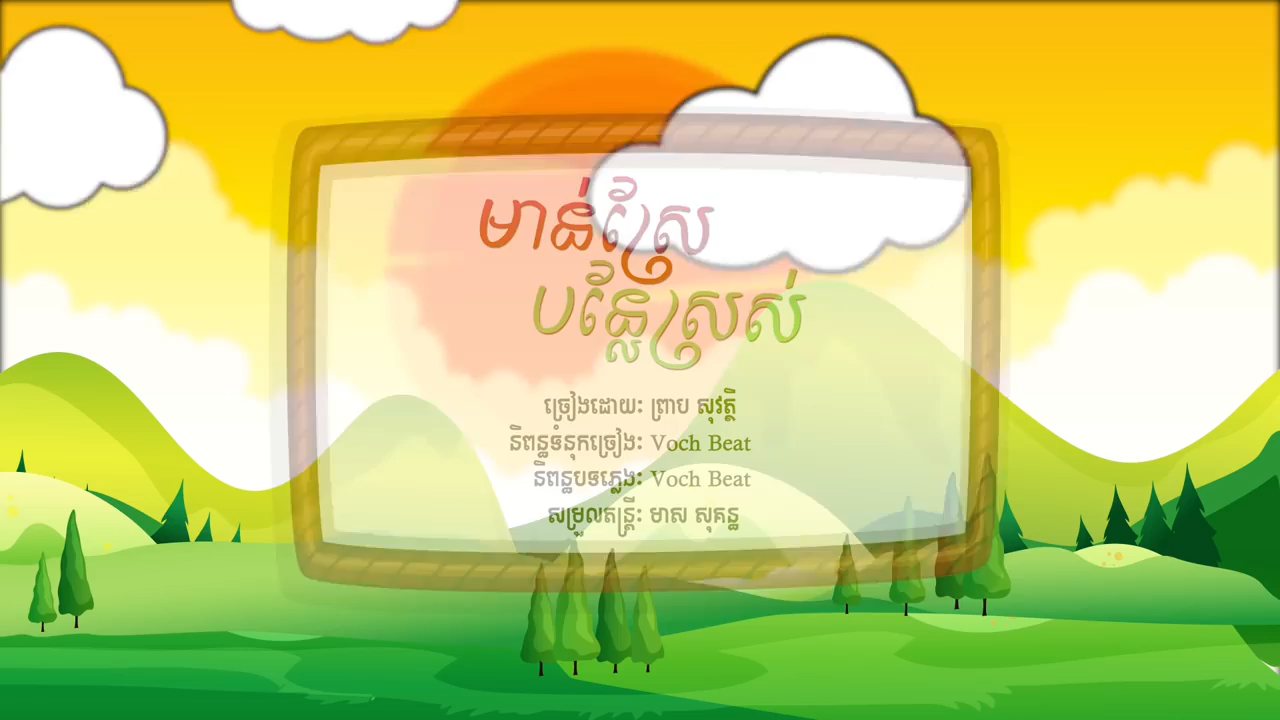 មាន់ស្រែ
បន្លែស្រស់
ច្រៀងដោយ: ព្រាប សុវត្ថិ
និពន្ធទំនុកច្រៀង: Voch Beat
និពន្ធបទភ្លេង: Voch Beat
សម្រួលតន្ត្រី: មាស សុគន្ធ